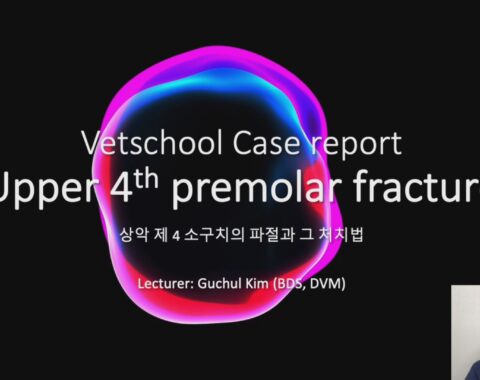 Vetschool Case report
Upper 4th premolar fractur
상악 제 4 소구치의 파절과 그 처치법
Lecturer: Guchul Kim (BDS, DVM)